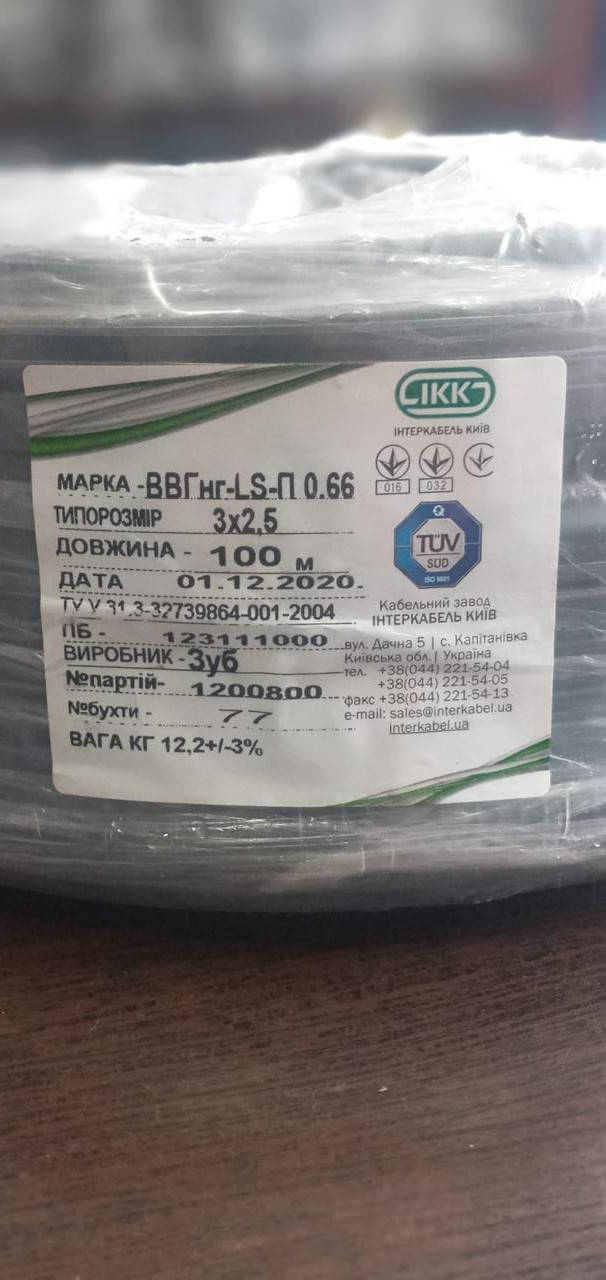 ІККЗ
ІНТЕРКАБЕЛЬ КИЇВ
016 032
МАРКА -ВВГнг-LS-П 0.66
ТИПОРОЗМІР 3х2,5
ДОВЖИНА - 100 м
ДАТА 01.12.2020.
ТУ У 31.3-32739864-001-2004
ПБ - 123111000
ВИРОБНИК - Зуб
№партій- 1200800
№бухти - 77
ВАГА КГ 12,2+/-3%
Q
TÜV
SÜD
ISO 9001
Кабельний завод
ІНТЕРКАБЕЛЬ КИЇВ
вул. Дачна 5 | с. Капітанівка
Київська обл. | Україна
тел. +38(044) 221-54-04
+38(044) 221-54-05
факс +38(044) 221-54-13
e-mail: sales@interkabel.ua
interkabel.ua